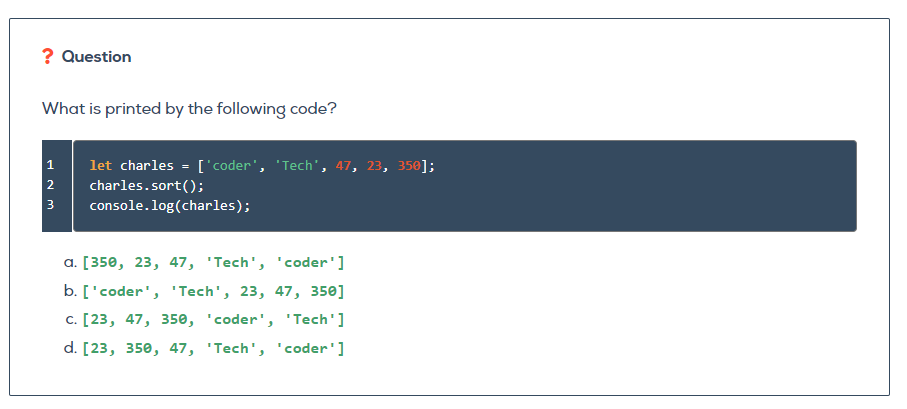 ? Question
What is printed by the following code?
1 let charles = ['coder', 'Tech', 47, 23, 350];
2 charles.sort();
3 console.log(charles);
a. [350, 23, 47, 'Tech', 'coder']
b. ['coder', 'Tech', 23, 47, 350]
c. [23, 47, 350, 'coder', 'Tech']
d. [23, 350, 47, 'Tech', 'coder']